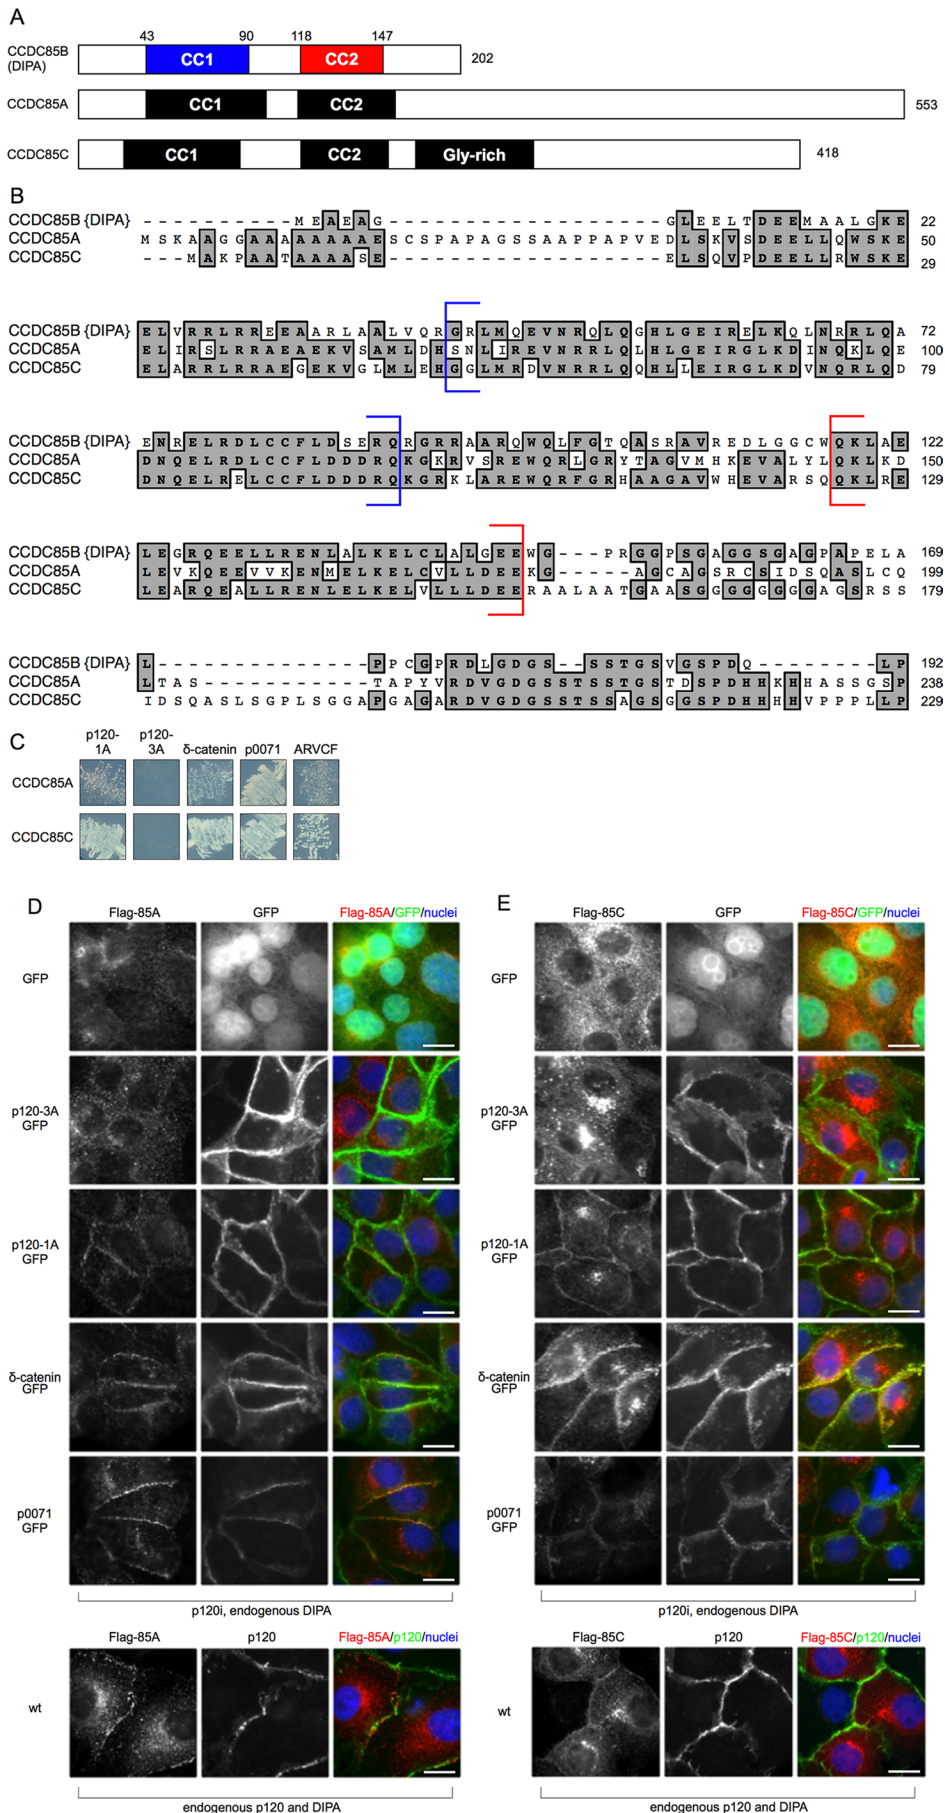 A
43 90 118 147
CCDC85B
(DIPA)
CC1 CC2 202
CCDC85A CC1 CC2 553
CCDC85C CC1 CC2 Gly-rich 418
B
CCDC85B {DIPA} - - - - - - - - - - M E A E A G - - - - - - - - - - - - - - - - - - G L E E L T D E E M A A L G K E 22
CCDC85A M S K A A G G A A A A A A A A E S C S P A P A G S S A A P P A P V E D L S K V S D E E L L Q W S K E 50
CCDC85C - - - M A K P A A T A A A A S E - - - - - - - - - - - - - - - - - - E L S Q V P D E E L L R W S K E 29
CCDC85B {DIPA} E L V R R L R R E E A A R L A A L V Q R G R L M Q E V N R Q L Q G H L G E I R E L K Q L N R R L Q A 72
CCDC85A E L I R S L R R A E A E K V S A M L D H S N L I R E V N R R L Q L H L G E I R G L K D I N Q K L Q E 100
CCDC85C E L A R R L R R A E G E K V G L M L E H G G L M R D V N R R L Q Q H L L E I R G L K D V N Q R L Q D 79
CCDC85B {DIPA} E N R E L R D L C C F L D S E R Q R G R R A A R Q W Q L F G T Q A S R A V R E D L G G C W Q K L A E 122
CCDC85A D N Q E L R D L C C F L D D D R Q K G K R V S R E W Q R L G R Y T A G V M H K E V A L Y L Q K L K D 150
CCDC85C D N Q E L R E L C C F L D D D R Q K G R K L A R E W Q R F G R H A A G A V W H E V A R S Q Q K L R E 129
CCDC85B {DIPA} L E G R Q E E L L R E N L A L K E L C L A L G E E W G - - - P R G G P S G A G G S G A G P A P E L A 169
CCDC85A L E V K Q E E V V K E N M E L K E L C V L L D E E K G - - - - - A G C A G S R C S I D S Q A S L C Q 199
CCDC85C L E A R Q E A L L R E N L E L K E L V L L L D E E R A A L A A T G A A S G G G G G G G G A G S R S S 179
CCDC85B {DIPA} L - - - - - - - - - - - - - - P P C G P R D L G D G S - - S S T G S V G S P D Q - - - - - - - - L P 192
CCDC85A L T A S - - - - - - - - - - - T A P Y V R D V G D G S S T S S T G S T D S P D H H K H H A S S G S P 238
CCDC85C I D S Q A S L S G P L S G G A P G A G A R D V G D G S S T S S A G S G G S P D H H H H V P P P L L P 229
C
p120-1A p120-3A δ-catenin p0071 ARVCF
CCDC85A
CCDC85C
D
Flag-85A GFP Flag-85A/GFP/nuclei
GFP
p120-3A
GFP
p120-1A
GFP
δ-catenin
GFP
p0071
GFP
p120i, endogenous DIPA
Flag-85A p120 Flag-85A/p120/nuclei
wt
endogenous p120 and DIPA
E
Flag-85C GFP Flag-85C/GFP/nuclei
GFP
p120-3A
GFP
p120-1A
GFP
δ-catenin
GFP
p0071
GFP
p120i, endogenous DIPA
Flag-85C p120 Flag-85C/p120/nuclei
wt
endogenous p120 and DIPA